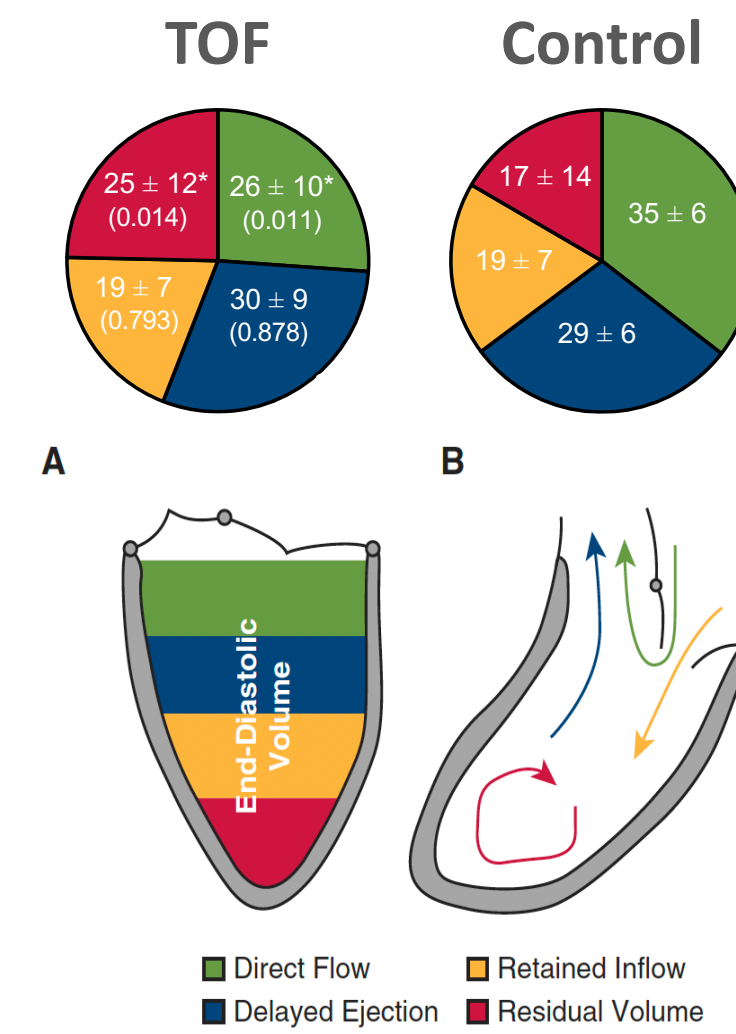 TOF
Control
25 ± 12*
(0.014)
26 ± 10*
(0.011)
19 ± 7
(0.793)
30 ± 9
(0.878)
17 ± 14
35 ± 6
19 ± 7
29 ± 6
A
B
End-Diastolic
Volume
Direct Flow
Retained Inflow
Delayed Ejection
Residual Volume